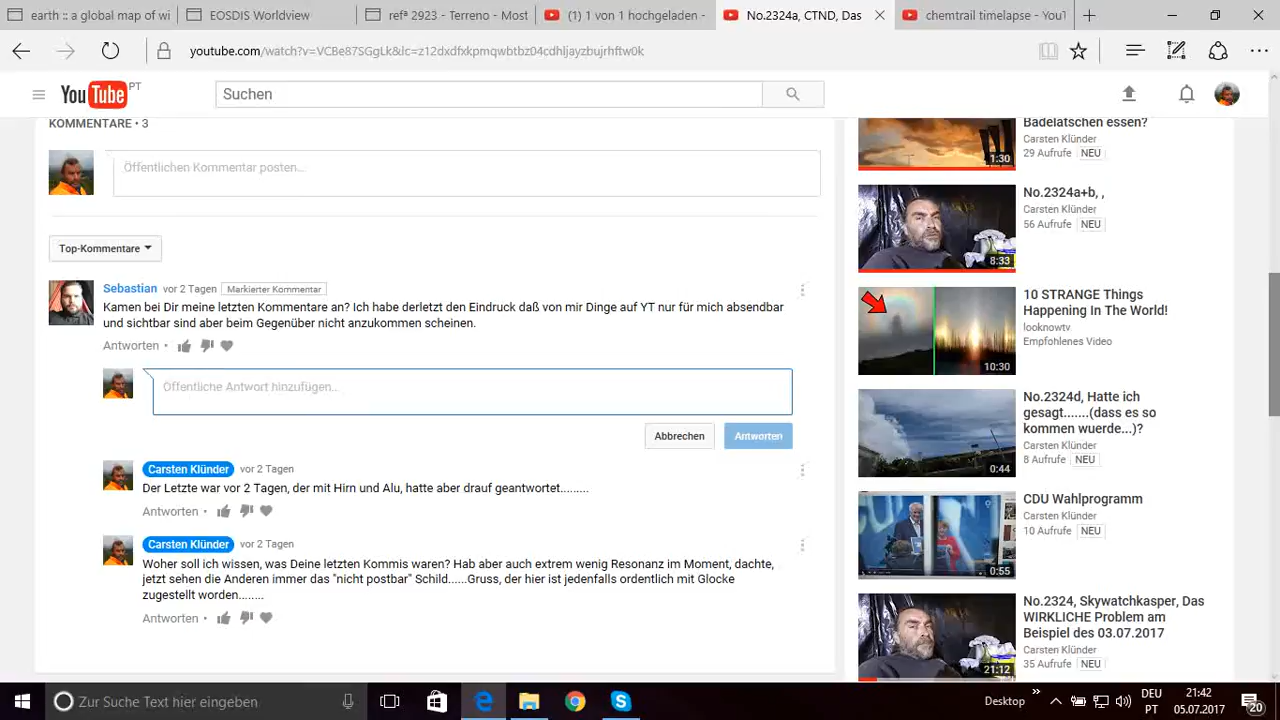 earth :: a global map of wi
EOSDIS Worldview
refª 2923 - Terreno - Most
(1) 1 von 1 hochgeladen -
No.2324a, CTND, Das
chemtrail timelapse - YouT
youtube.com/watch?v=VCBe87SGgLk&lc=z12dxdfxkpmqwbtbz04cdhljayzbujrhftw0k
YouTube PT
Suchen
KOMMENTARE • 3
Öffentlichen Kommentar posten...
Top-Kommentare
Sebastian vor 2 Tagen Markierter Kommentar
Kamen bei Dir meine letzten Kommentare an? Ich habe derletzt den Eindruck daß von mir Dinge auf YT nur für mich absendbar
und sichtbar sind aber beim Gegenüber nicht anzukommen scheinen.
Antworten •
Öffentliche Antwort hinzufügen...
Abbrechen
Antworten
Carsten Klünder vor 2 Tagen
Der Letzte war vor 2 Tagen, der mit Hirn und Alu, hatte aber drauf geantwortet........
Antworten •
Carsten Klünder vor 2 Tagen
Woher soll ich wissen, was Deine letzten Kommis waren? Hab aber auch extrem wenig Resonanz im Moment, dachte,
jetzt sehen die Anderen immer das "nicht postbar" Schild......Gruss, der hier ist jedenfalls ordentlich mit Glocke
zugestellt worden........
Antworten •
Badelatschen essen?
Carsten Klünder
29 Aufrufe NEU
1:30
No.2324a+b, ,
Carsten Klünder
56 Aufrufe NEU
8:33
10 STRANGE Things
Happening In The World!
looknowtv
Empfohlenes Video
10:30
No.2324d, Hatte ich
gesagt.......(dass es so
kommen wuerde...)?
Carsten Klünder
8 Aufrufe NEU
0:44
CDU Wahlprogramm
Carsten Klünder
10 Aufrufe NEU
0:55
No.2324, Skywatchkasper, Das
WIRKLICHE Problem am
Beispiel des 03.07.2017
Carsten Klünder
35 Aufrufe NEU
21:12
Zur Suche Text hier eingeben
Desktop
DEU
PT
21:42
05.07.2017
20